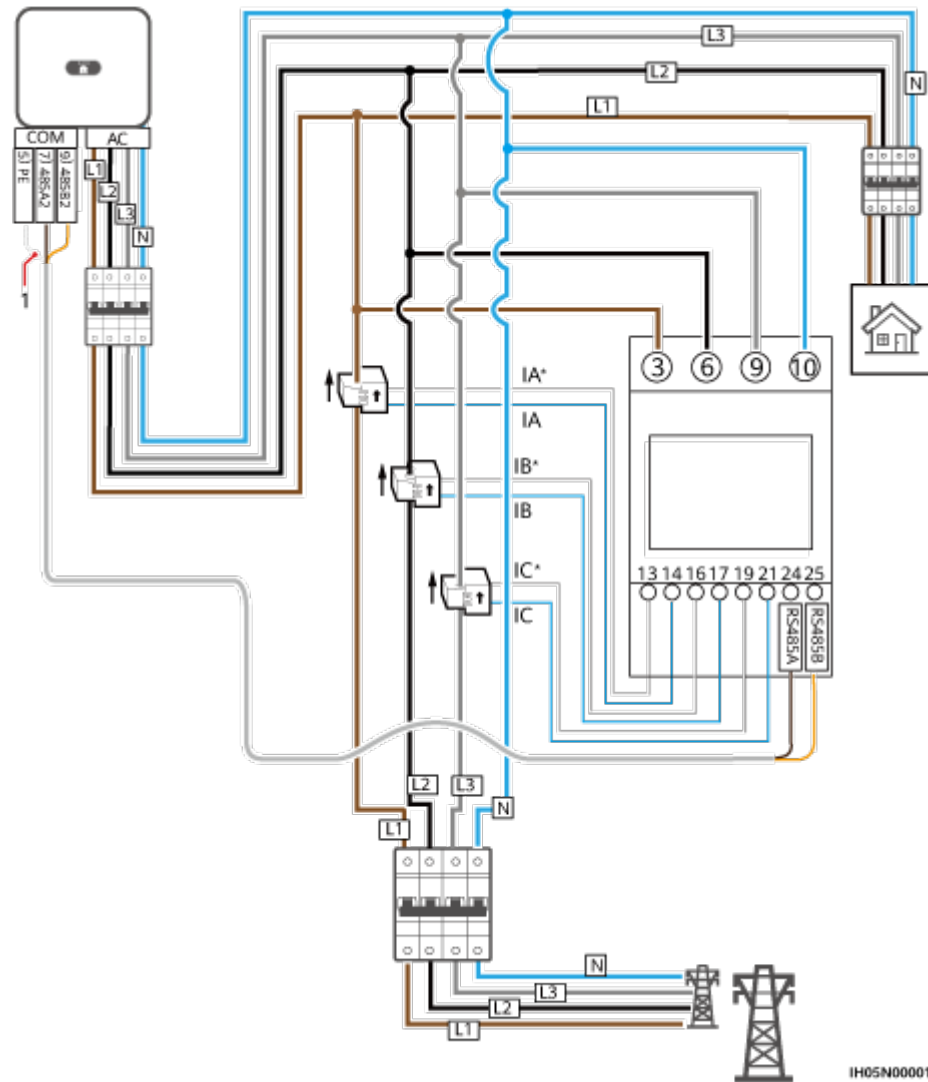 L3
L2
N
L1
COM
AC
5) PE
7) 485A2
9) 485B2
L1
L2
L3
N
1
3
6
9
10
IA*
IA
IB*
IB
IC*
IC
13 14 16 17 19 21 24 25
RS485A
RS485B
L2
L3
N
L1
N
L3
L2
L1
IH05N00001